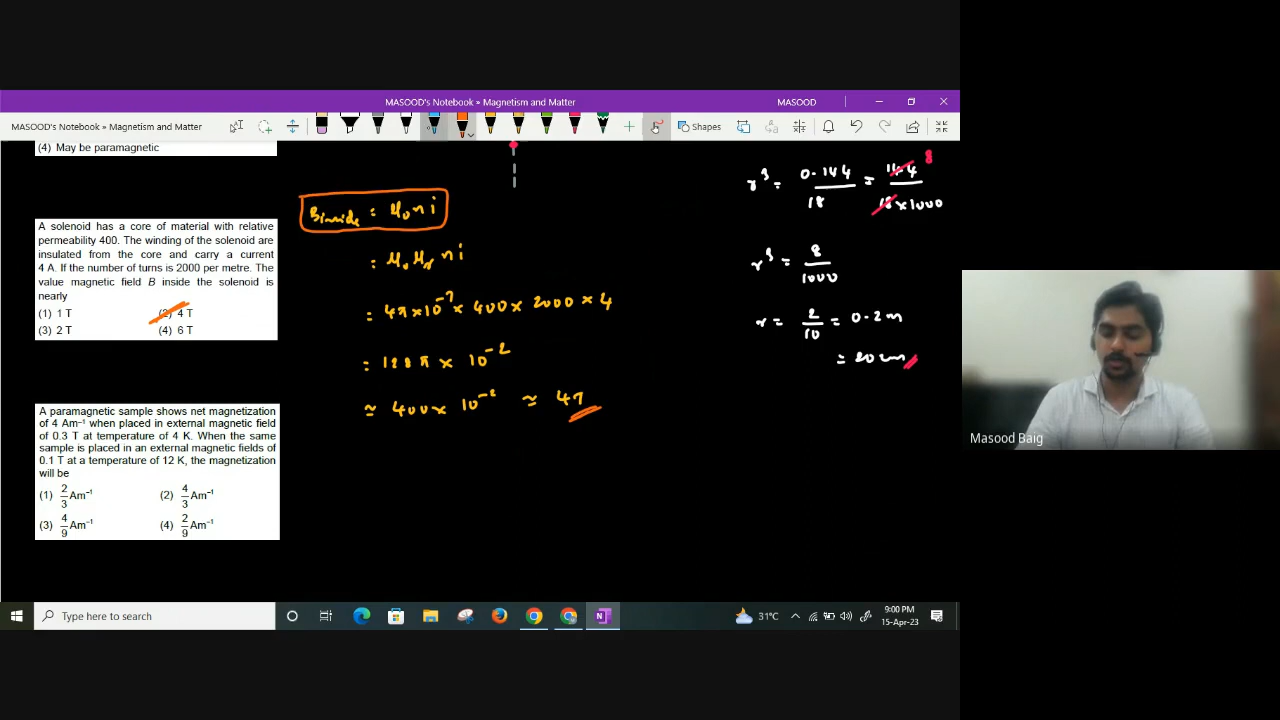 MASOOD's Notebook » Magnetism and Matter
MASOOD
MASOOD's Notebook » Magnetism and Matter
Shapes
(4) May be paramagnetic
A solenoid has a core of material with relative
permeability 400. The winding of the solenoid are
insulated from the core and carry a current
4 A. If the number of turns is 2000 per metre. The
value magnetic field B inside the solenoid is
nearly
(1) 1 T
(2) 4 T
(3) 2 T
(4) 6 T
A paramagnetic sample shows net magnetization
of 4 Am⁻¹ when placed in external magnetic field
of 0.3 T at temperature of 4 K. When the same
sample is placed in an external magnetic fields of
0.1 T at a temperature of 12 K, the magnetization
will be
(1) 2/3 Am⁻¹
(2) 4/3 Am⁻¹
(3) 4/9 Am⁻¹
(4) 2/9 Am⁻¹
B inside = μ₀ n i
= μ₀ μᵣ n i
= 4π×10⁻⁷ × 400 × 2000 × 4
= 128π × 10⁻²
≈ 400 × 10⁻² ≈ 4T
r³ = 0.144/18 = 144/18×1000 8
r³ = 8/1000
r = 2/10 = 0.2m
= 20cm
Masood Baig
Type here to search
31°C
9:00 PM
15-Apr-23